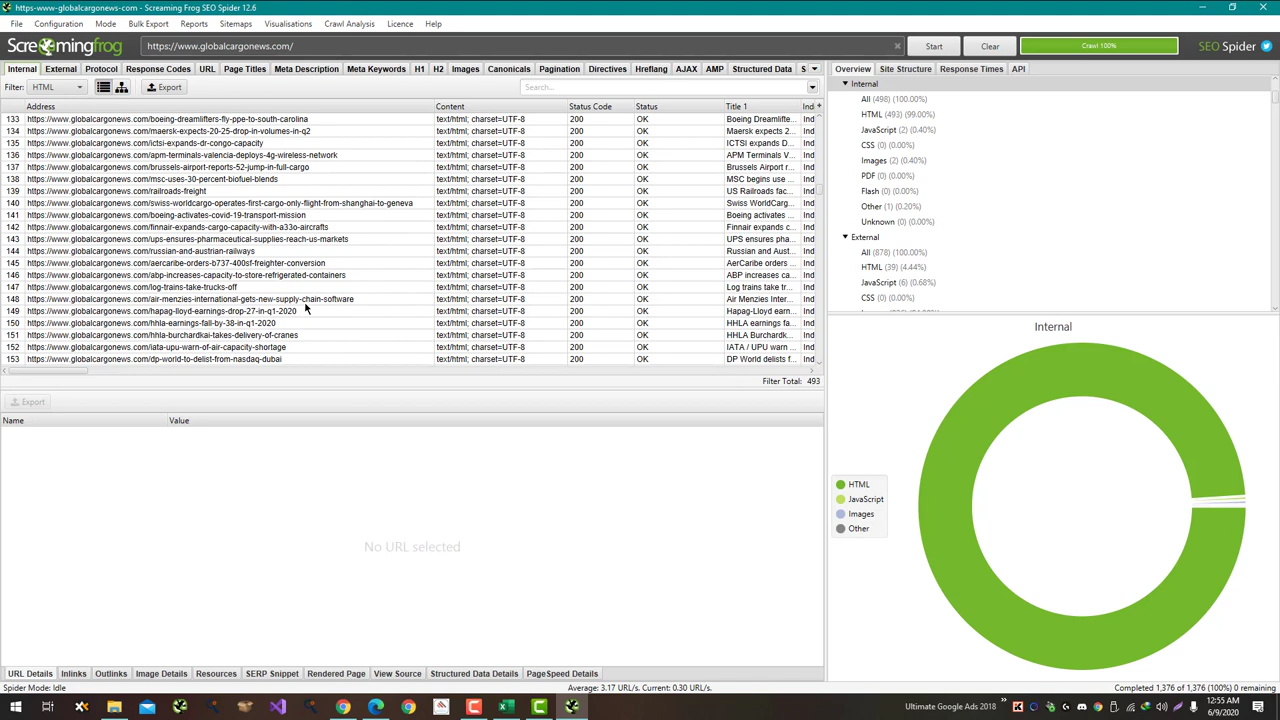 https-www-globalcargonews-com - Screaming Frog SEO Spider 12.6
File Configuration Mode Bulk Export Reports Sitemaps Visualisations Crawl Analysis Licence Help
Screamingfrog https://www.globalcargonews.com/ Start Clear Crawl 100% SEO Spider
Internal External Protocol Response Codes URL Page Titles Meta Description Meta Keywords H1 H2 Images Canonicals Pagination Directives Hreflang AJAX AMP Structured Data S
Filter: HTML Export Search...
Address Content Status Code Status Title 1 Ind
133 https://www.globalcargonews.com/boeing-dreamlifters-fly-ppe-to-south-carolina text/html; charset=UTF-8 200 OK Boeing Dreamlifte... Ind
134 https://www.globalcargonews.com/maersk-expects-20-25-drop-in-volumes-in-q2 text/html; charset=UTF-8 200 OK Maersk expects 2... Ind
135 https://www.globalcargonews.com/ictsi-expands-dr-congo-capacity text/html; charset=UTF-8 200 OK ICTSI expands D... Ind
136 https://www.globalcargonews.com/apm-terminals-valencia-deploys-4g-wireless-network text/html; charset=UTF-8 200 OK APM Terminals V... Ind
137 https://www.globalcargonews.com/brussels-airport-reports-52-jump-in-full-cargo text/html; charset=UTF-8 200 OK Brussels Airport r... Ind
138 https://www.globalcargonews.com/msc-uses-30-percent-biofuel-blends text/html; charset=UTF-8 200 OK MSC begins use ... Ind
139 https://www.globalcargonews.com/railroads-freight text/html; charset=UTF-8 200 OK US Railroads fac... Ind
140 https://www.globalcargonews.com/swiss-worldcargo-operates-first-cargo-only-flight-from-shanghai-to-geneva text/html; charset=UTF-8 200 OK Swiss WorldCarg... Ind
141 https://www.globalcargonews.com/boeing-activates-covid-19-transport-mission text/html; charset=UTF-8 200 OK Boeing activates ... Ind
142 https://www.globalcargonews.com/finnair-expands-cargo-capacity-with-a33o-aircrafts text/html; charset=UTF-8 200 OK Finnair expands c... Ind
143 https://www.globalcargonews.com/ups-ensures-pharmaceutical-supplies-reach-us-markets text/html; charset=UTF-8 200 OK UPS ensures pha... Ind
144 https://www.globalcargonews.com/russian-and-austrian-railways text/html; charset=UTF-8 200 OK Russian and Aust... Ind
145 https://www.globalcargonews.com/aercaribe-orders-b737-400sf-freighter-conversion text/html; charset=UTF-8 200 OK AerCaribe orders... Ind
146 https://www.globalcargonews.com/abp-increases-capacity-to-store-refrigerated-containers text/html; charset=UTF-8 200 OK ABP increases ca... Ind
147 https://www.globalcargonews.com/log-trains-take-trucks-off text/html; charset=UTF-8 200 OK Log trains take tr... Ind
148 https://www.globalcargonews.com/air-menzies-international-gets-new-supply-chain-software text/html; charset=UTF-8 200 OK Air Menzies Inter... Ind
149 https://www.globalcargonews.com/hapag-lloyd-earnings-drop-27-in-q1-2020 text/html; charset=UTF-8 200 OK Hapag-Lloyd earn... Ind
150 https://www.globalcargonews.com/hhla-earnings-fall-by-38-in-q1-2020 text/html; charset=UTF-8 200 OK HHLA earnings fa... Ind
151 https://www.globalcargonews.com/hhla-burchardkai-takes-delivery-of-cranes text/html; charset=UTF-8 200 OK HHLA Burchardk... Ind
152 https://www.globalcargonews.com/iata-upu-warn-of-air-capacity-shortage text/html; charset=UTF-8 200 OK IATA / UPU warn ... Ind
153 https://www.globalcargonews.com/dp-world-to-delist-from-nasdaq-dubai text/html; charset=UTF-8 200 OK DP World delists f... Ind
Filter Total: 493
Export
Name Value
No URL selected
URL Details Inlinks Outlinks Image Details Resources SERP Snippet Rendered Page View Source Structured Data Details PageSpeed Details
Overview Site Structure Response Times API
Internal
All (498) (100.00%)
HTML (493) (99.00%)
JavaScript (2) (0.40%)
CSS (0) (0.00%)
Images (2) (0.40%)
PDF (0) (0.00%)
Flash (0) (0.00%)
Other (1) (0.20%)
Unknown (0) (0.00%)
External
All (878) (100.00%)
HTML (39) (4.44%)
JavaScript (6) (0.68%)
CSS (0) (0.00%)
Internal
HTML
JavaScript
Images
Other
Spider Mode: Idle Average: 3.17 URL/s. Current: 0.30 URL/s. Completed 1,376 of 1,376 (100%) 0 remaining
Ultimate Google Ads 2018
12:55 AM
6/9/2020